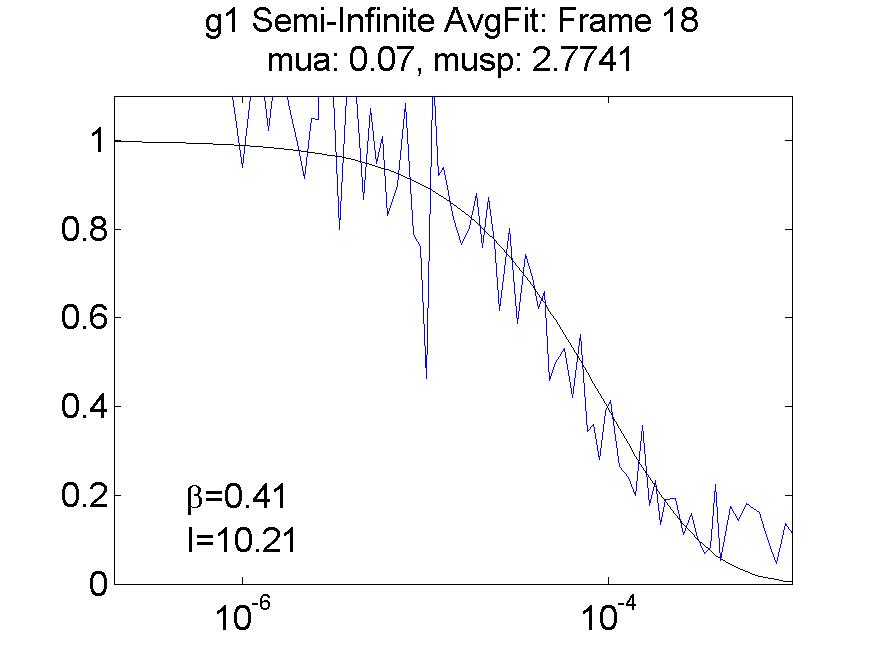 g1 Semi-Infinite AvgFit: Frame 18
mua: 0.07, musp: 2.7741
1
0.8
0.6
0.4
0.2
0
β=0.41
I=10.21
10^-6
10^-4